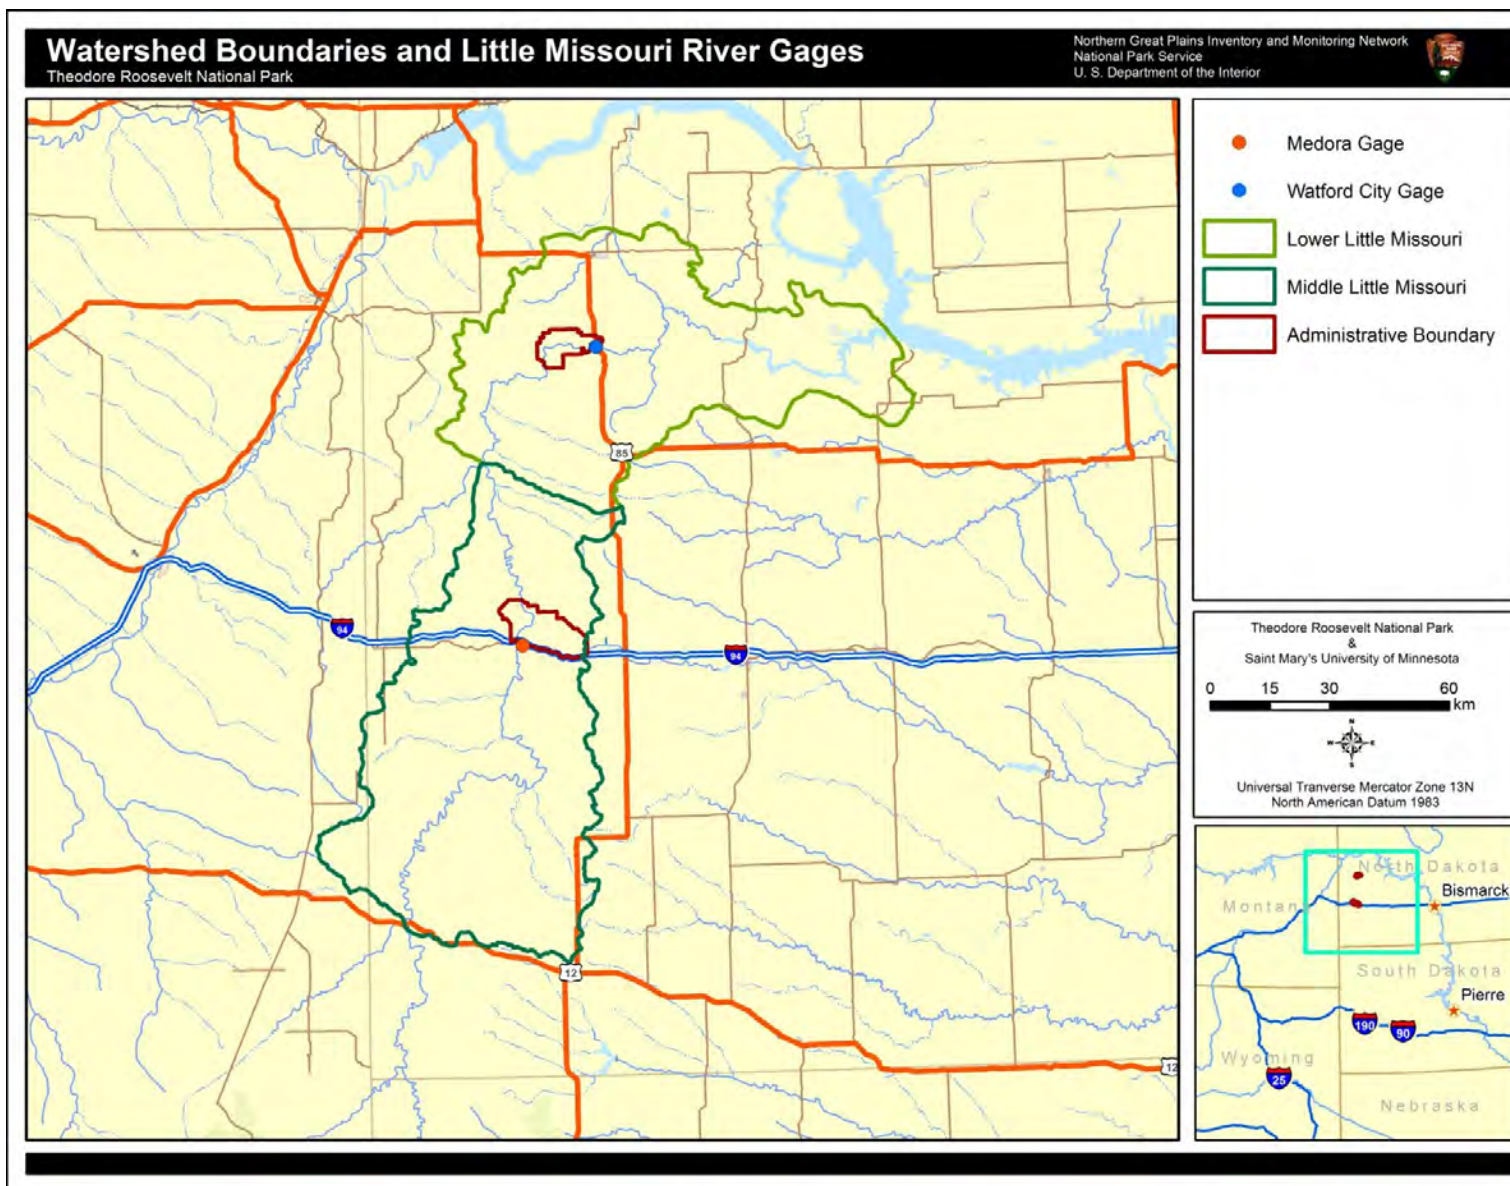 Watershed Boundaries and Little Missouri River Gages
Theodore Roosevelt National Park
Northern Great Plains Inventory and Monitoring Network
National Park Service
U. S. Department of the Interior
Medora Gage
Watford City Gage
Lower Little Missouri
Middle Little Missouri
Administrative Boundary
85
94
94
12
12
Theodore Roosevelt National Park
&
Saint Mary's University of Minnesota
0 15 30 60
km
N
W E
S
Universal Tranverse Mercator Zone 13N
North American Datum 1983
North Dakota
Bismarck
Montan
South Dakota
Pierre
190
90
Wyoming
25
Nebraska